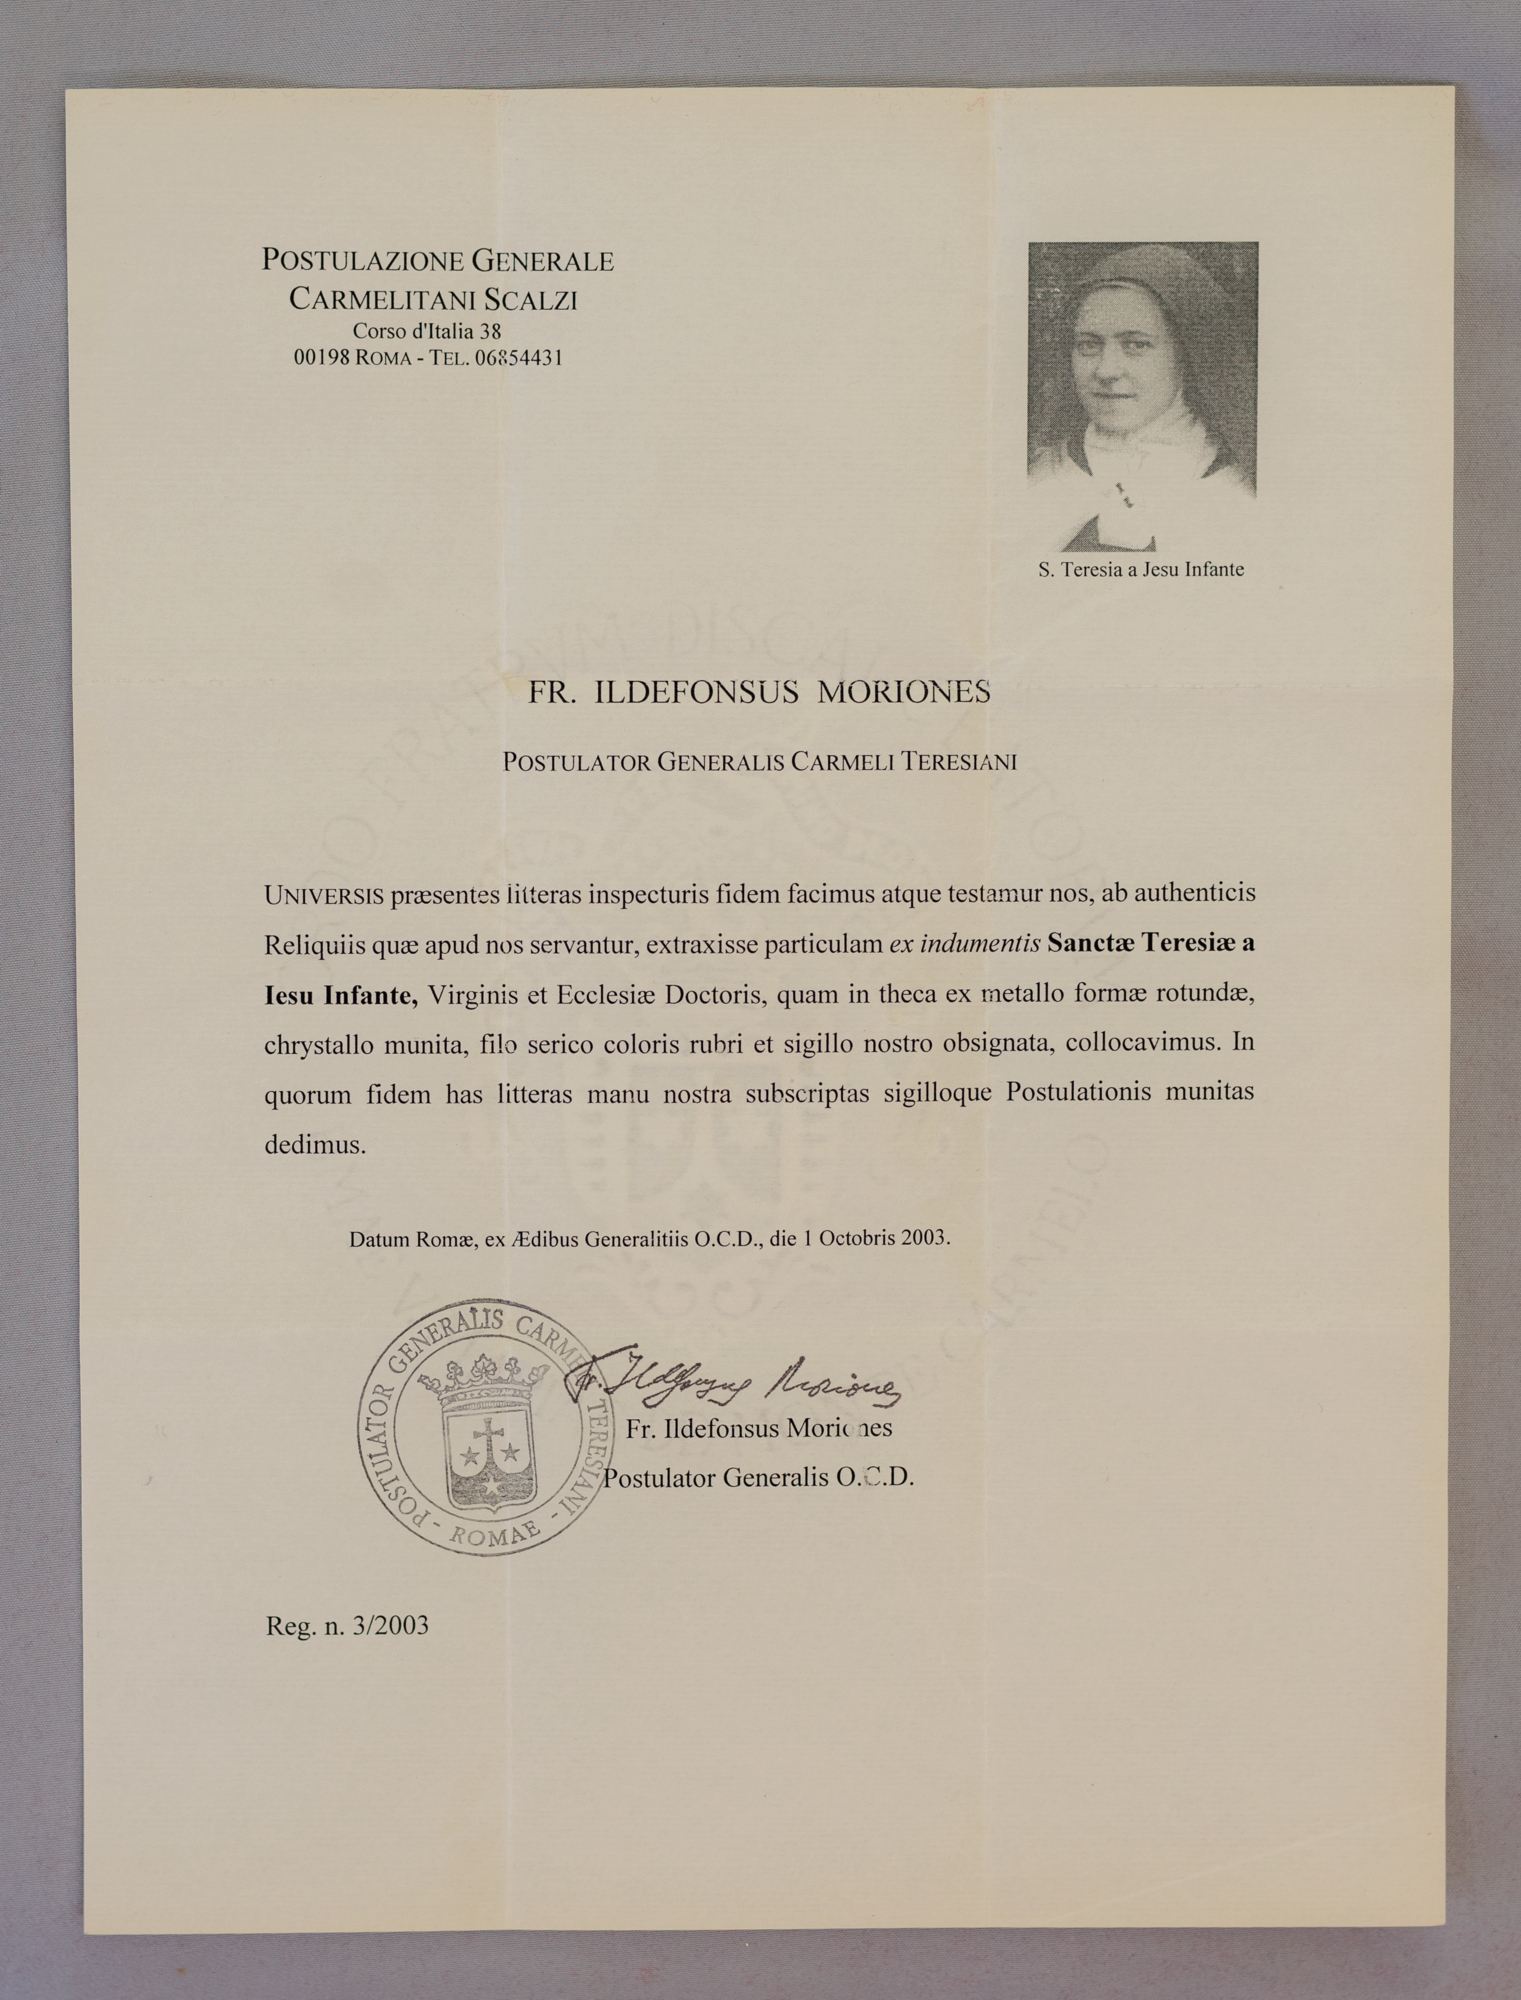 POSTULAZIONE GENERALE
CARMELITANI SCALZI
Corso d'Italia 38
00198 ROMA - TEL. 06854431
S. Teresia a Jesu Infante
FR. ILDEFONSUS MORIONES
POSTULATOR GENERALIS CARMELI TERESIANI
UNIVERSIS præsentes litteras inspecturis fidem facimus atque testamur nos, ab authenticis
Reliquiis quæ apud nos servantur, extraxisse particulam ex indumentis Sanctæ Teresiæ a
Iesu Infante, Virginis et Ecclesiæ Doctoris, quam in theca ex metallo formæ rotundæ,
chrystallo munita, filo serico coloris rubri et sigillo nostro obsignata, collocavimus. In
quorum fidem has litteras manu nostra subscriptas sigilloque Postulationis munitas
dedimus.
Datum Romæ, ex Ædibus Generalitiis O.C.D., die 1 Octobris 2003.
POSTULATOR GENERALIS CARMELI TERESIANI - ROMAE -
Fr. Ildefonsus Moriones
Fr. Ildefonsus Moriones
Postulator Generalis O.C.D.
Reg. n. 3/2003